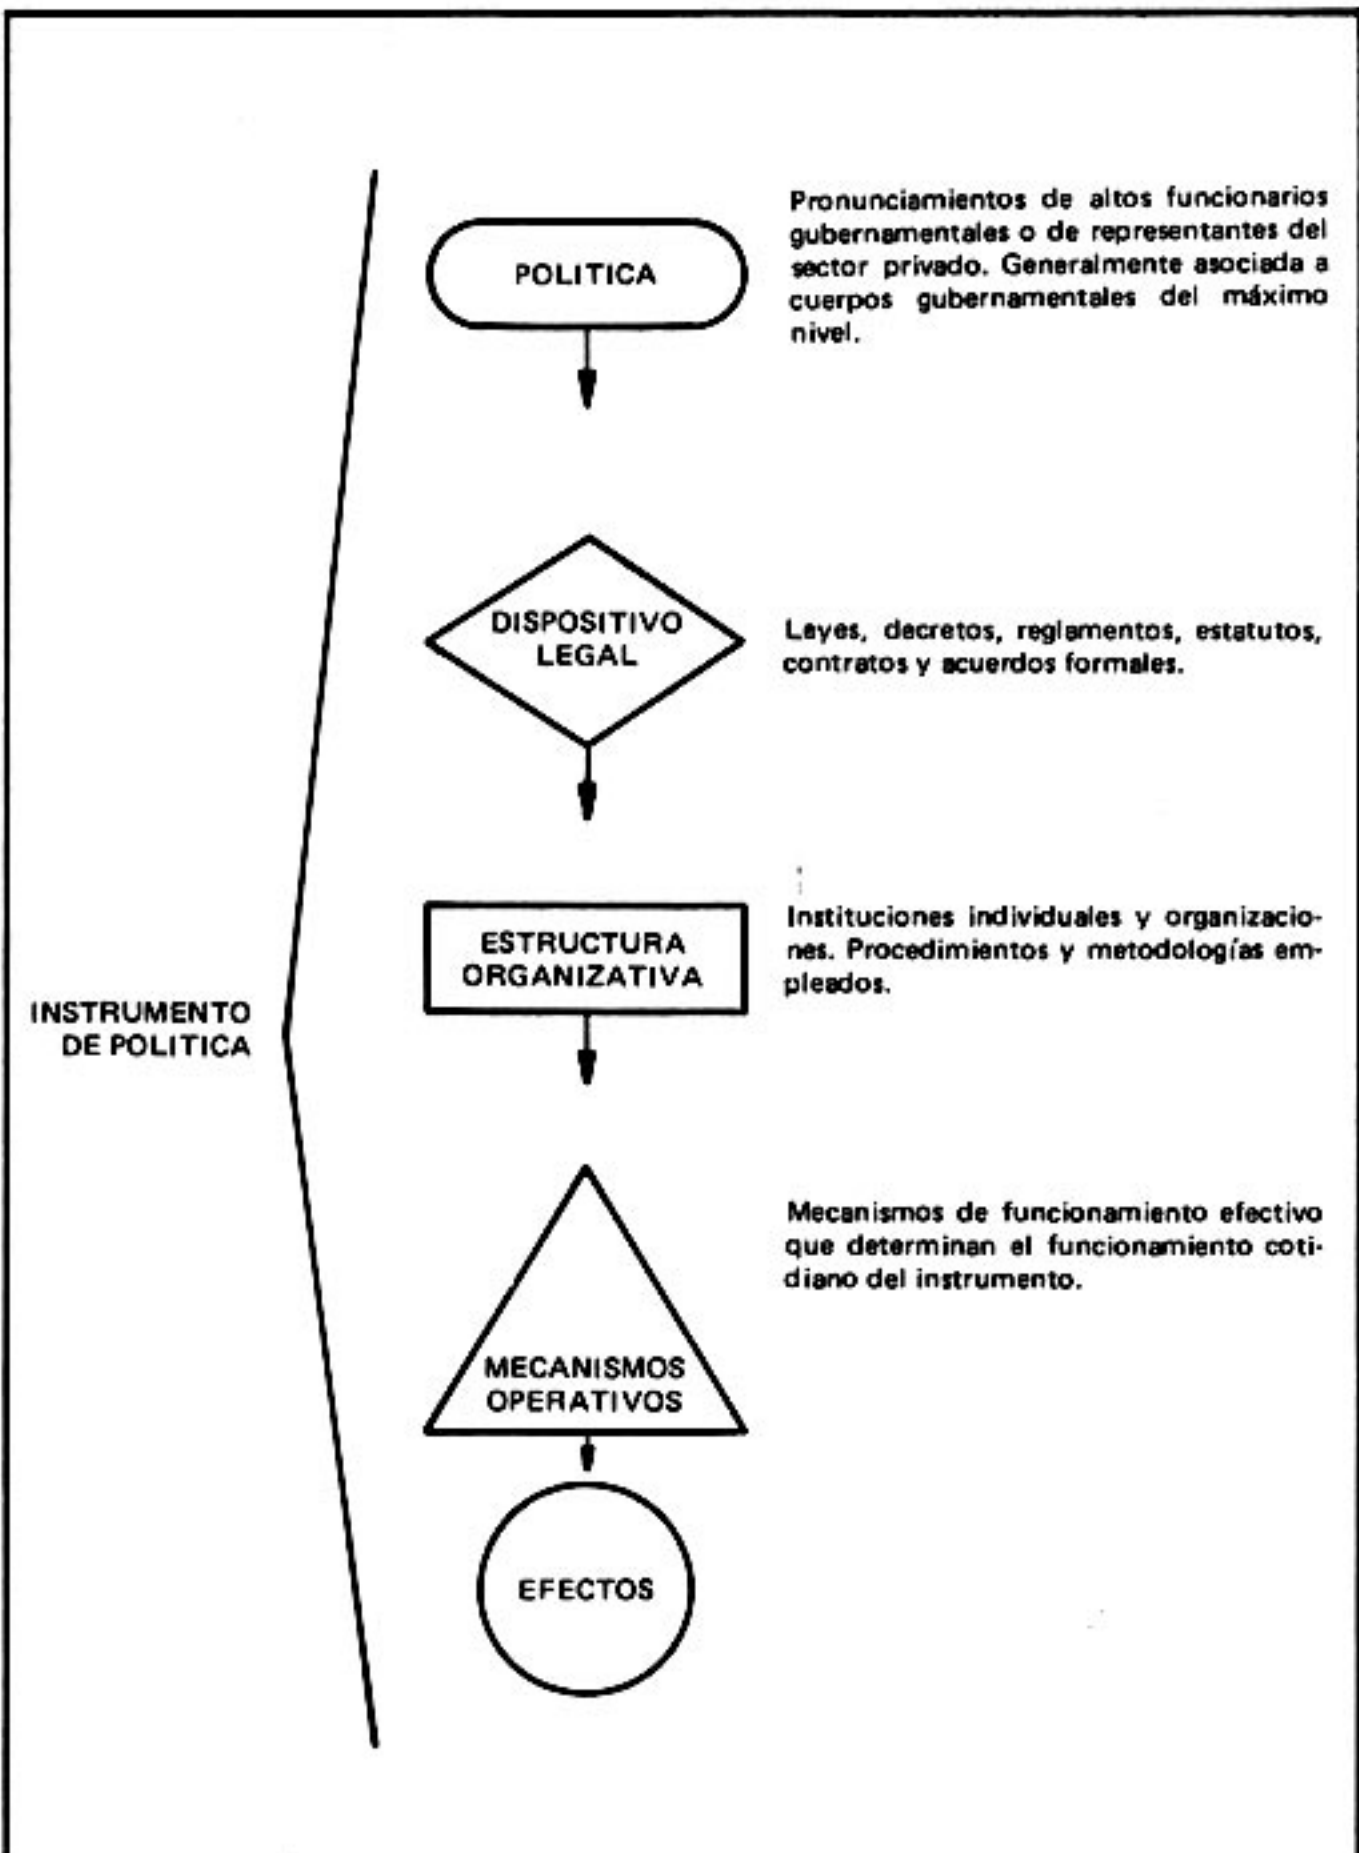 POLITICA
Pronunciamientos de altos funcionarios
gubernamentales o de representantes del
sector privado. Generalmente asociada a
cuerpos gubernamentales del máximo
nivel.
DISPOSITIVO
LEGAL
Leyes, decretos, reglamentos, estatutos,
contratos y acuerdos formales.
ESTRUCTURA
ORGANIZATIVA
Instituciones individuales y organizacio-
nes. Procedimientos y metodologías em-
pleados.
INSTRUMENTO
DE POLITICA
MECANISMOS
OPERATIVOS
Mecanismos de funcionamiento efectivo
que determinan el funcionamiento coti-
diano del instrumento.
EFECTOS